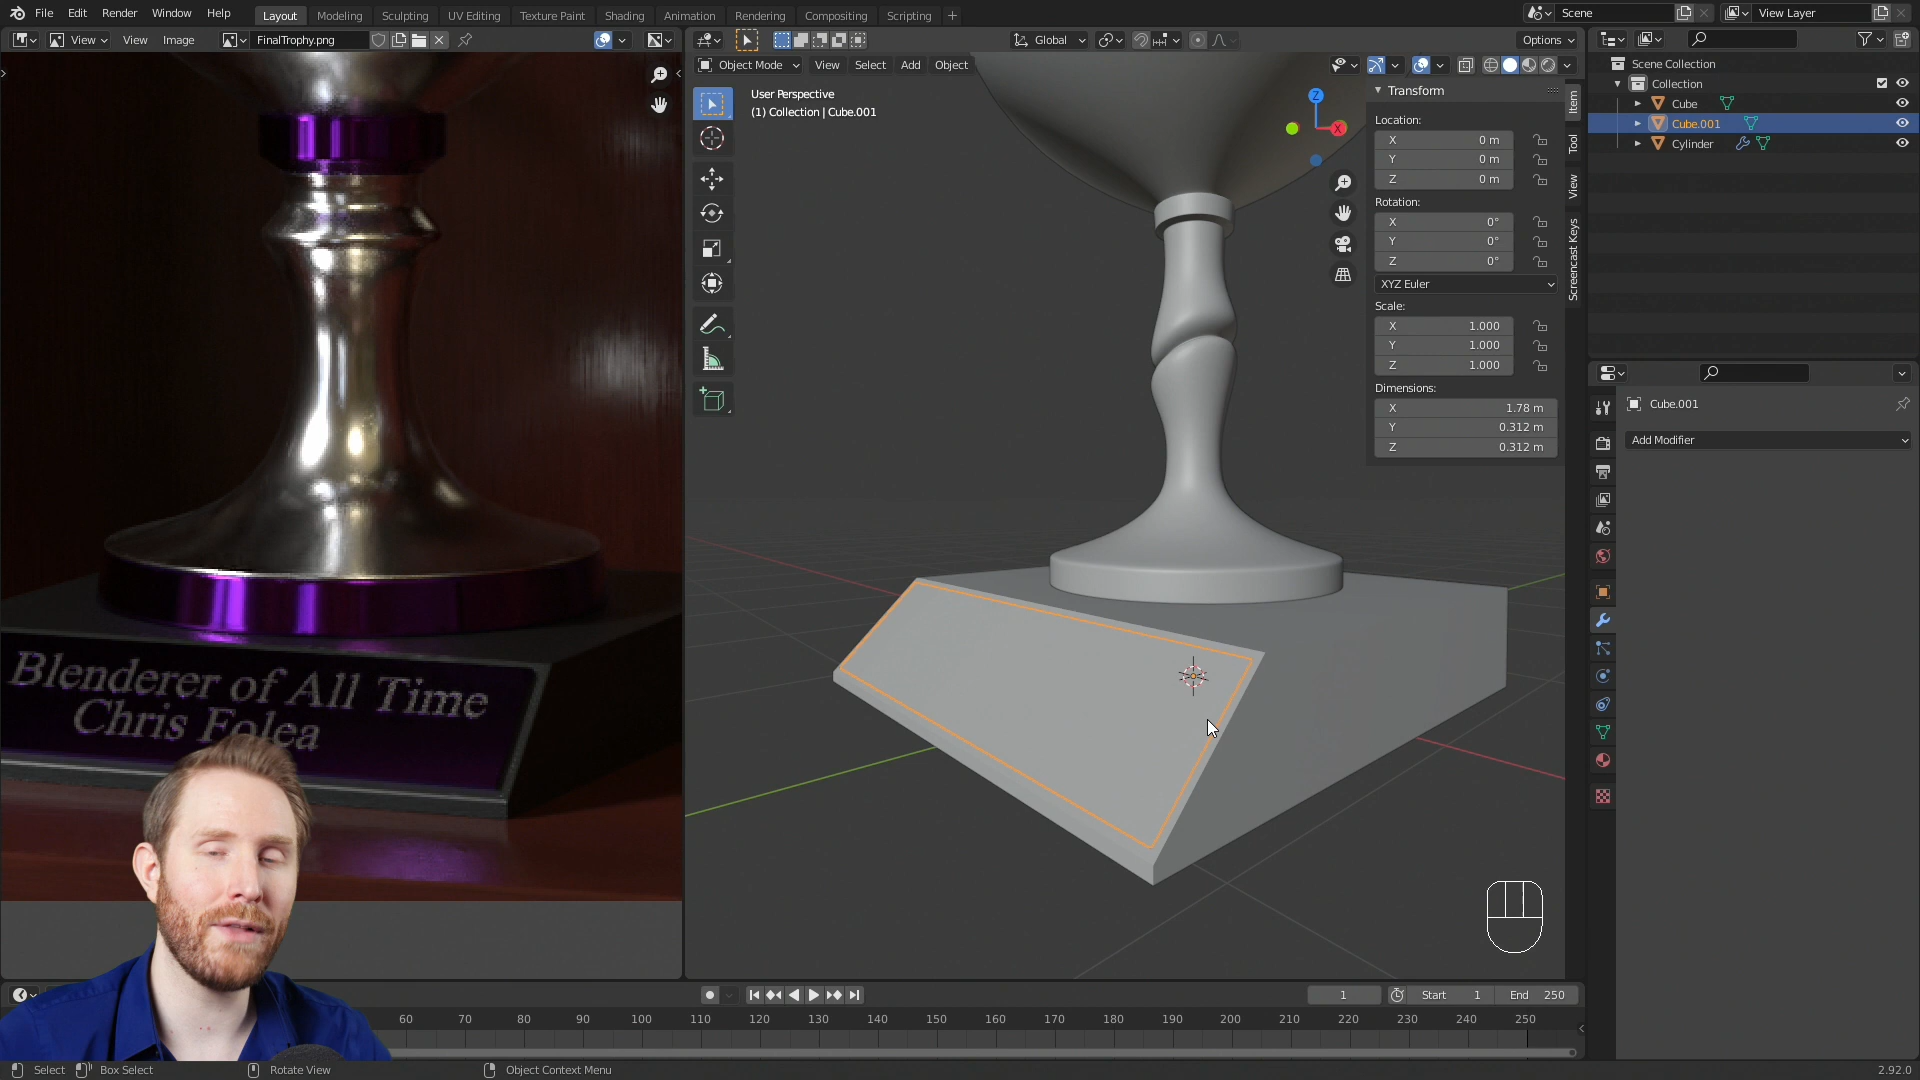 File Edit Render Window Help
Layout Modeling Sculpting UV Editing Texture Paint Shading Animation Rendering Compositing Scripting +
Scene
View Layer
View View Image FinalTrophy.png
Global
Options
Object Mode View Select Add Object
User Perspective
(1) Collection | Cube.001
Z
X
Transform
Location:
X 0 m
Y 0 m
Z 0 m
Rotation:
X 0°
Y 0°
Z 0°
XYZ Euler
Scale:
X 1.000
Y 1.000
Z 1.000
Dimensions:
X 1.78 m
Y 0.312 m
Z 0.312 m
Item
Tool
View
Screencast Keys
Scene Collection
Collection
Cube
Cube.001
Cylinder
Cube.001
Add Modifier
Blenderer of All Time
Chris Folea
1 Start 1 End 250
60 70 80 90 100 110 120 130 140 150 160 170 180 190 200 210 220 230 240 250
Select Box Select Rotate View Object Context Menu 2.92.0